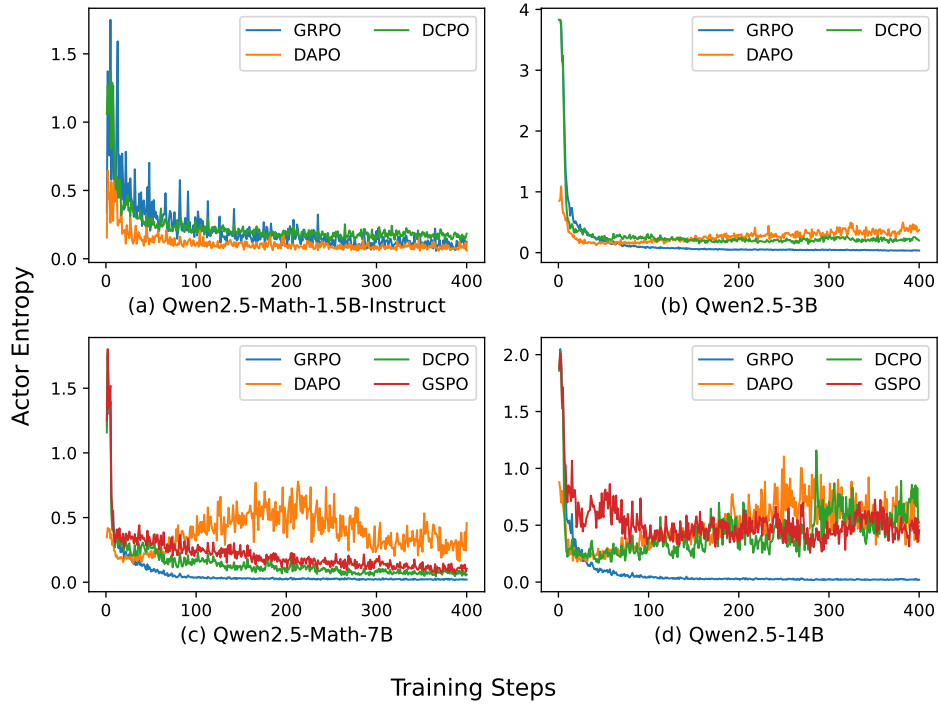 GRPO DCPO
DAPO
1.5
1.0
0.5
0.0
0 100 200 300 400
(a) Qwen2.5-Math-1.5B-Instruct
GRPO DCPO
DAPO
4
3
2
1
0
0 100 200 300 400
(b) Qwen2.5-3B
Actor Entropy
GRPO DCPO
DAPO GSPO
1.5
1.0
0.5
0.0
0 100 200 300 400
(c) Qwen2.5-Math-7B
GRPO DCPO
DAPO GSPO
2.0
1.5
1.0
0.5
0.0
0 100 200 300 400
(d) Qwen2.5-14B
Training Steps